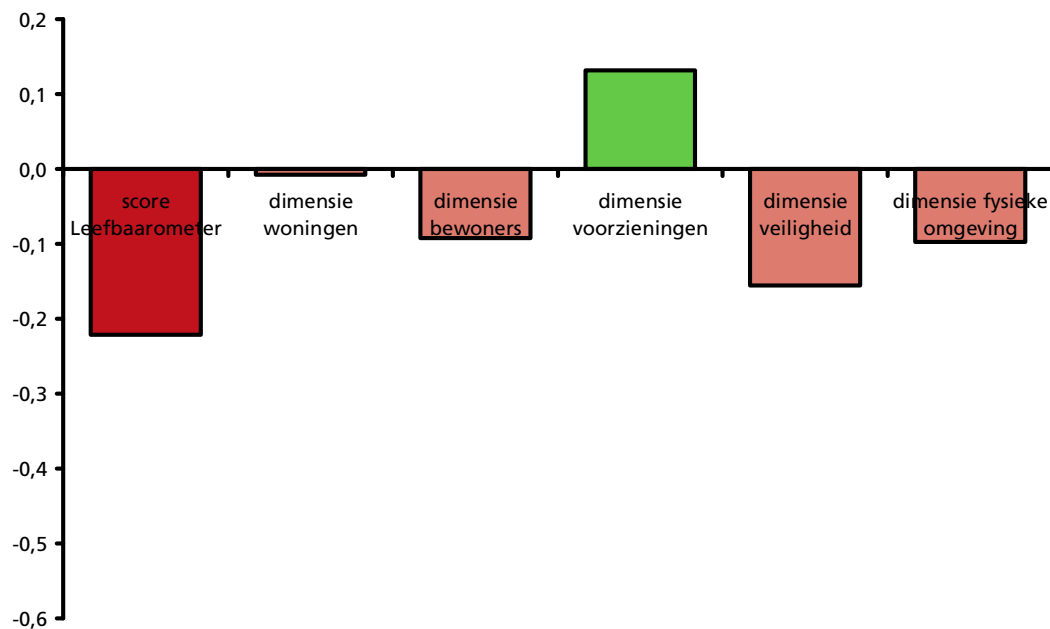 0,2
0,1
0,0
score
Leefbaarometer
dimensie
woningen
dimensie
bewoners
dimensie
voorzieningen
dimensie
veiligheid
dimensie fysieke
omgeving
-0,1
-0,2
-0,3
-0,4
-0,5
-0,6